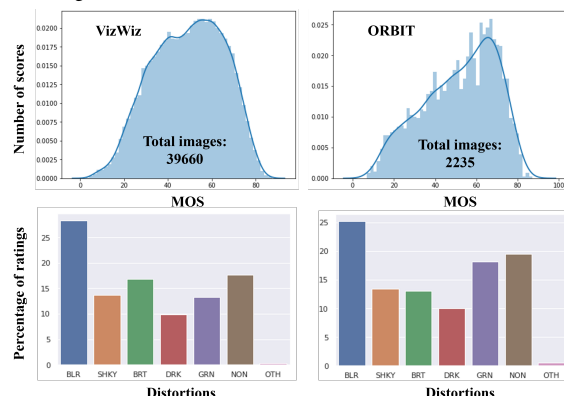 VizWiz
ORBIT
Number of scores
0.0200
0.0175
0.0150
0.0125
0.0100
0.0075
0.0050
0.0025
0.0000
Total images:
39660
0 20 40 60 80
MOS
0.025
0.020
0.015
0.010
0.005
0.000
Total images:
2235
0 20 40 60 80 100
MOS
Percentage of ratings
25
20
15
10
5
0
BLR SHKY BRT DRK GRN NON OTH
Distortions
25
20
15
10
5
0
BLR SHKY BRT DRK GRN NON OTH
Distortions